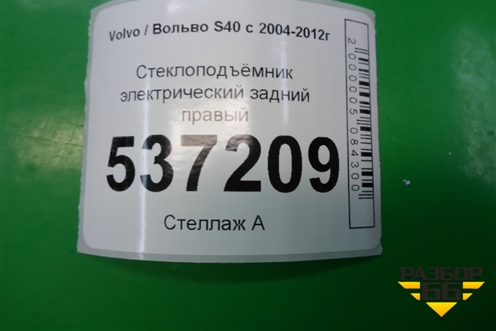 Volvo / Вольво S40 с 2004-2012г
Стеклоподъёмник
электрический задний
правый
537209
Стеллаж А
2000005084300
РАЗБОР
66